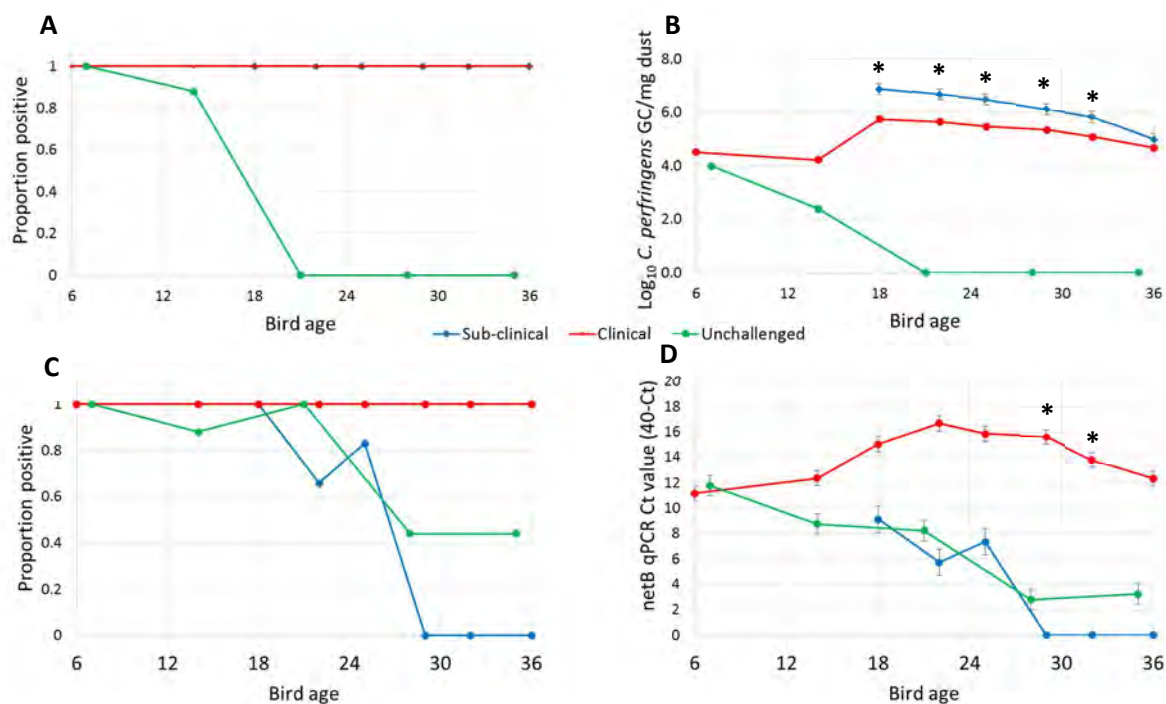 A
Proportion positive
1
0.8
0.6
0.4
0.2
0
6 12 18 24 30 36
Bird age
B
Log10 C. perfringens GC/mg dust
8.0
6.0
4.0
2.0
0.0
* * * * *
6 12 18 24 30 36
Bird age
Sub-clinical Clinical Unchallenged
C
Proportion positive
1
0.8
0.6
0.4
0.2
0
6 12 18 24 30 36
Bird age
D
netB qPCR Ct value (40-Ct)
20
18
16
14
12
10
8
6
4
2
0
* *
6 12 18 24 30 36
Bird age